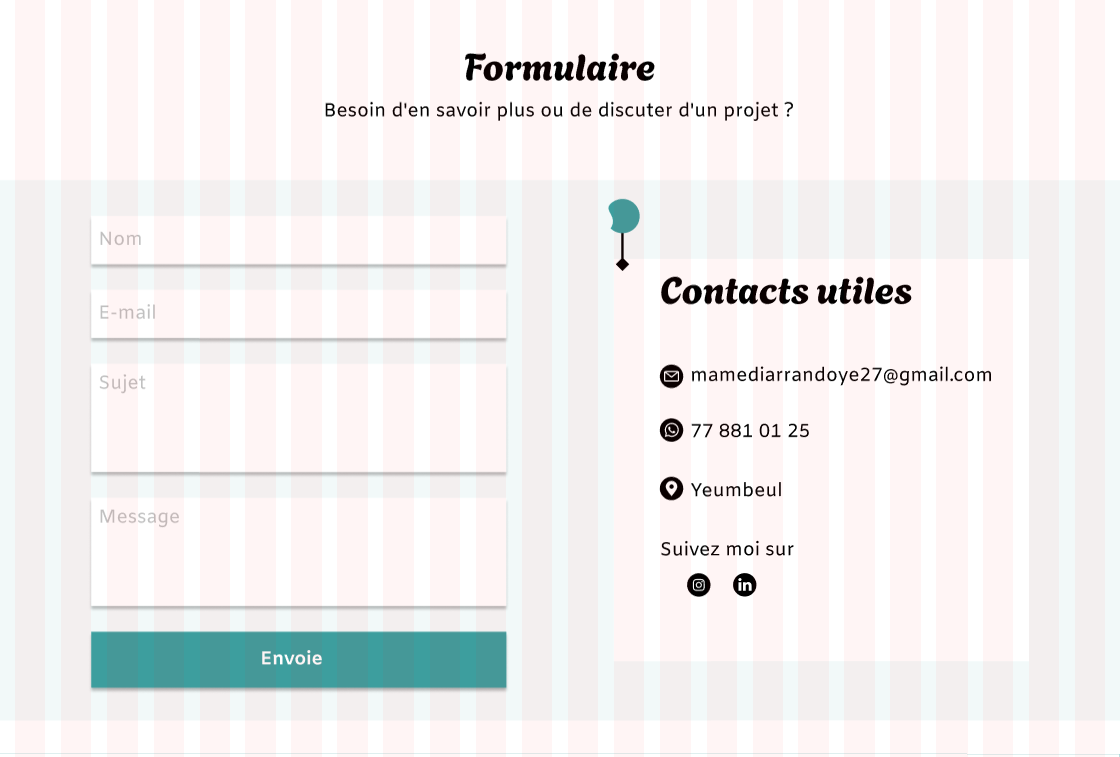 Formulaire
Besoin d'en savoir plus ou de discuter d'un projet ?
Nom
E-mail
Sujet
Message
Envoie
Contacts utiles
mamediarrandoye27@gmail.com
77 881 01 25
Yeumbeul
Suivez moi sur
in